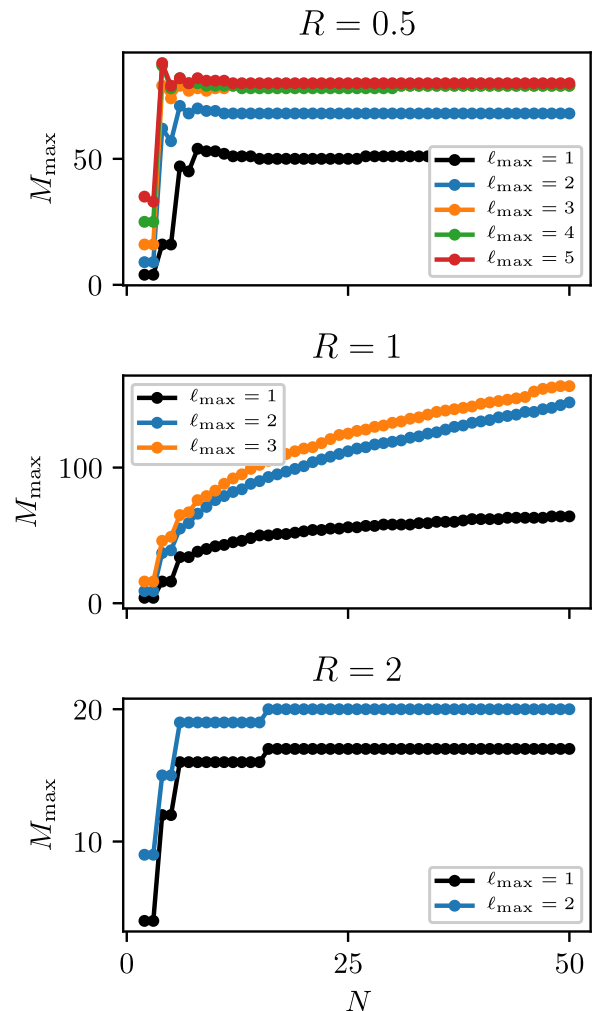 R = 0.5
M_max
50
0
ℓ_max = 1
ℓ_max = 2
ℓ_max = 3
ℓ_max = 4
ℓ_max = 5
R = 1
M_max
100
0
ℓ_max = 1
ℓ_max = 2
ℓ_max = 3
R = 2
M_max
20
10
ℓ_max = 1
ℓ_max = 2
0
25
50
N